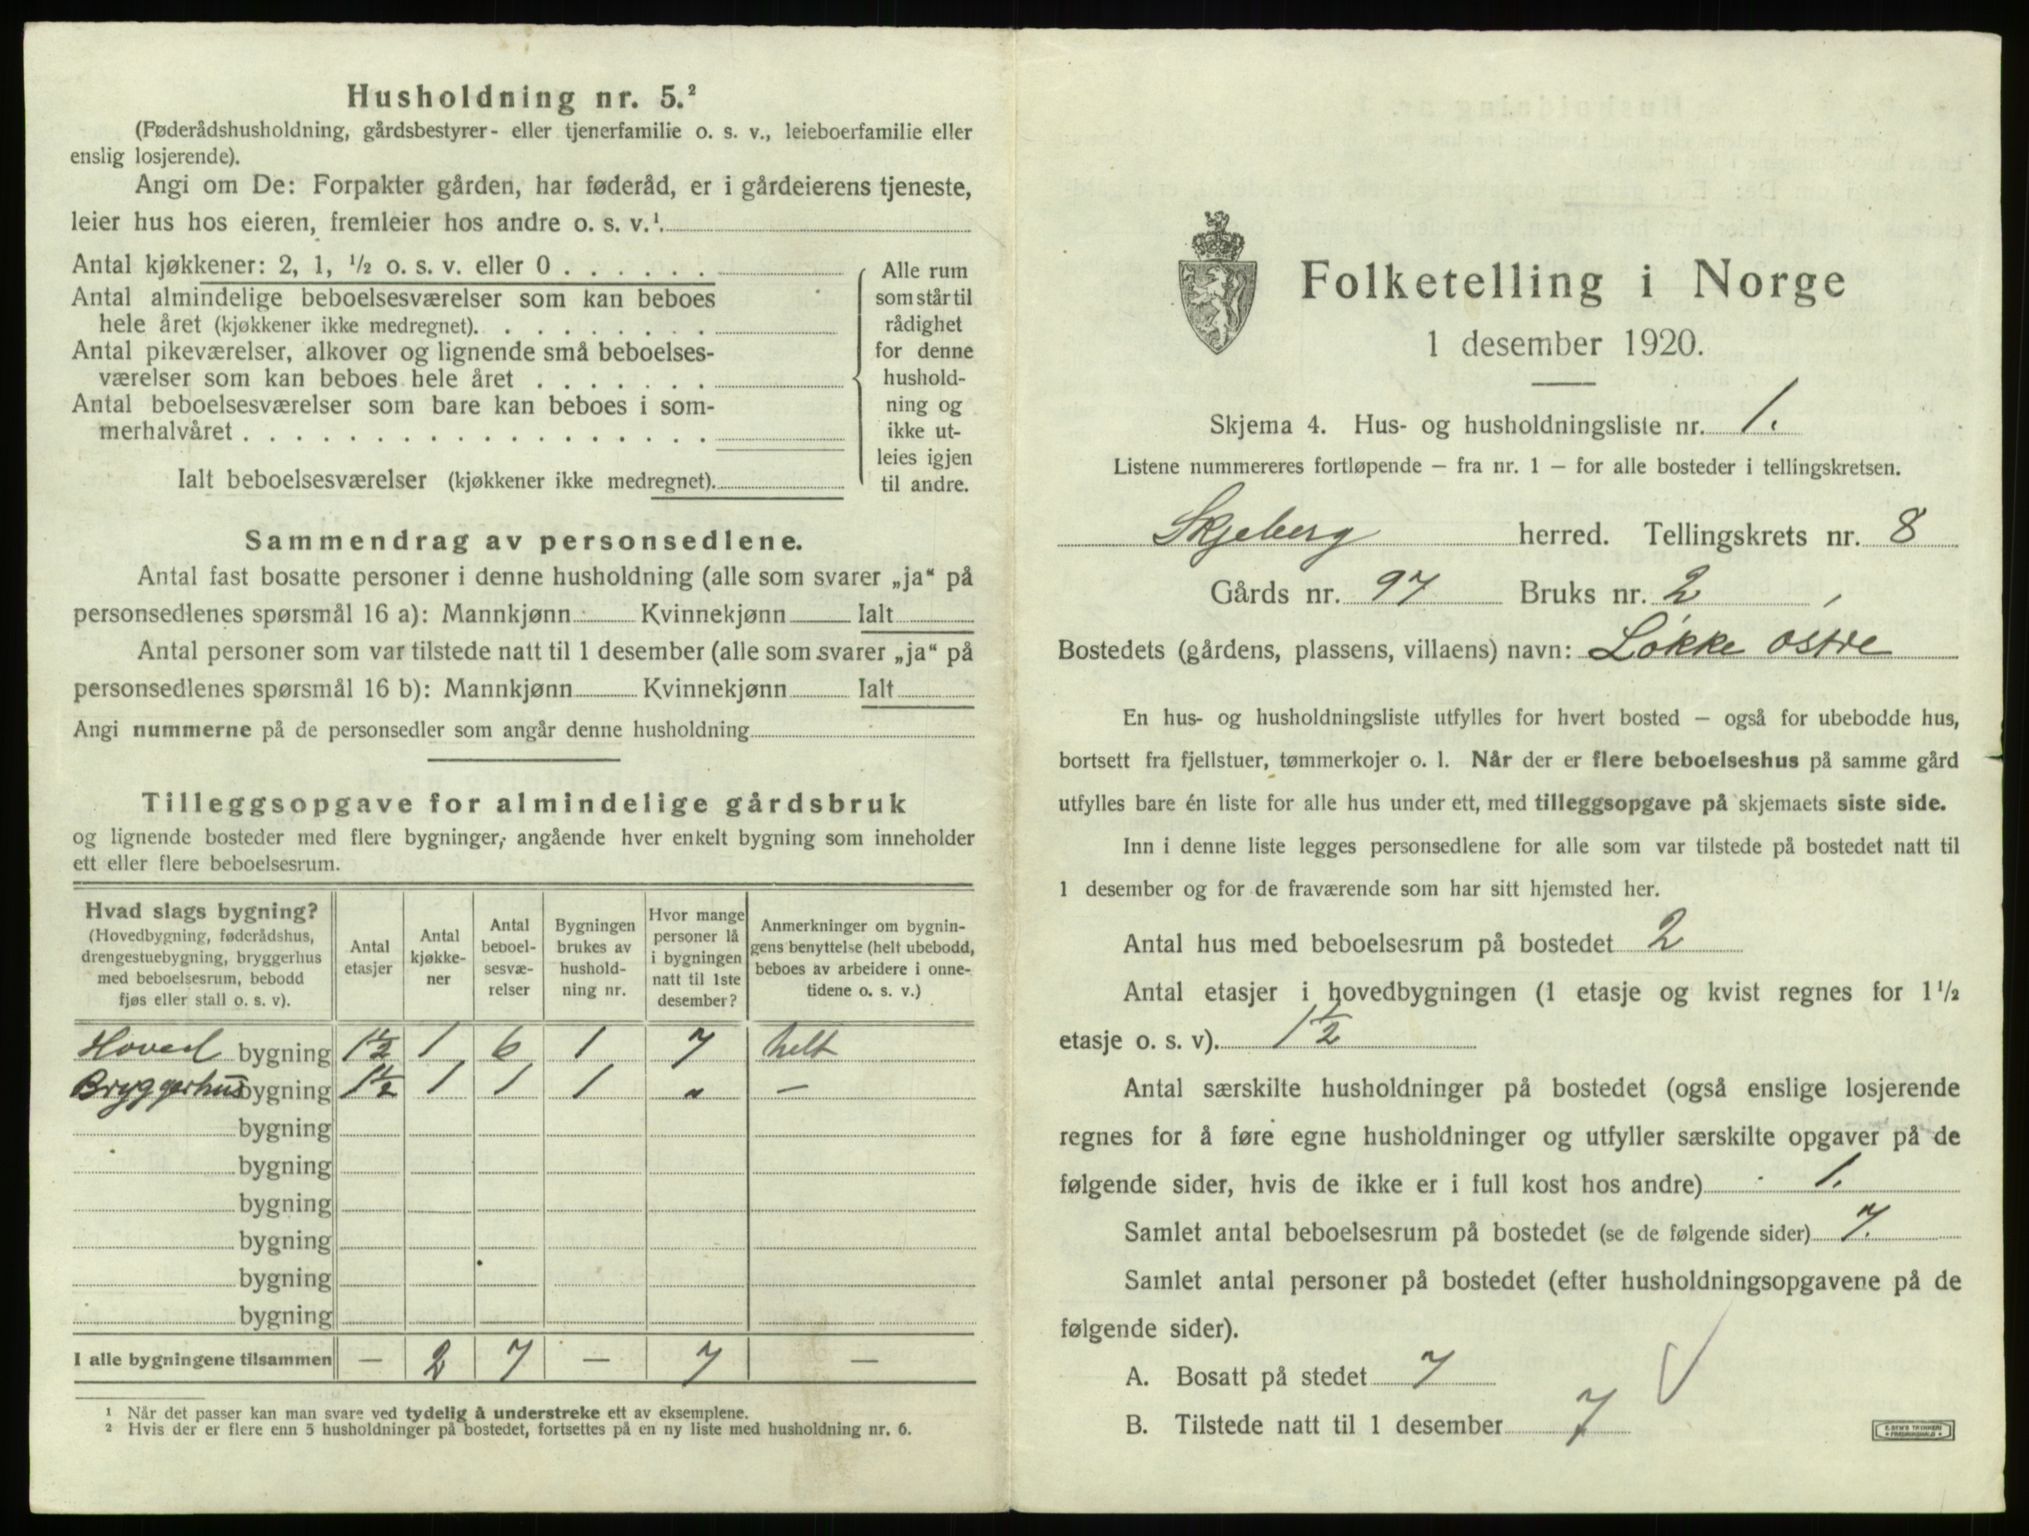 Husholdning nr. 5.²
(Føderådshusholdning, gårdsbestyrer- eller tjenerfamilie o. s. v., leieboerfamilie eller
enslig losjerende).
Angi om De: Forpakter gården, har føderåd, er i gårdeierens tjeneste,
leier hus hos eieren, fremleier hos andre o. s. v.¹.
Antal kjøkkener: 2, 1, ½ o. s. v. eller 0 . . . . . .
Antal almindelige beboelsesværelser som kan beboes
hele året (kjøkkener ikke medregnet). . . . . . . . .
Antal pikeværelser, alkover og lignende små beboelses-
værelser som kan beboes hele året . . . . . . .
Antal beboelsesværelser som bare kan beboes i som-
merhalvåret . . . . . . . . . . . . . . . . . .
Ialt beboelsesværelser (kjøkkener ikke medregnet).
Alle rum
som står til
rådighet
for denne
hushold-
ning og
ikke ut-
leies igjen
til andre.
Sammendrag av personsedlene.
Antal fast bosatte personer i denne husholdning (alle som svarer „ja“ på
personsedlenes spørsmål 16 a): Mannkjønn Kvinnekjønn Ialt
Antal personer som var tilstede natt til 1 desember (alle som svarer „ja“ på
personsedlenes spørsmål 16 b): Mannkjønn Kvinnekjønn Ialt
Angi nummerne på de personsedler som angår denne husholdning
Tilleggsopgave for almindelige gårdsbruk
og lignende bosteder med flere bygninger, angående hver enkelt bygning som inneholder
ett eller flere beboelsesrum.
Hvad slags bygning?
(Hovedbygning, føderådshus,
drengestuebygning, bryggerhus
med beboelsesrum, bebodd
fjøs eller stall o. s. v).
Antal
etasjer
Antal
kjøkke-
ner
Antal
beboel-
sesvæ-
relser
Bygningen
brukes av
hushold-
ning nr.
Hvor mange
personer lå
i bygningen
natt til 1ste
desember?
Anmerkninger om bygnin-
gens benyttelse (helt ubebodd,
beboes av arbeidere i onne-
tidene o. s. v.)
Hoved bygning 1½ 1 6 1 7 helt
Bryggerhus bygning 1½ 1 1 1 „ —
bygning
bygning
bygning
bygning
bygning
bygning
I alle bygningene tilsammen — 2 7 — 7 —
¹ Når det passer kan man svare ved tydelig å understreke ett av eksemplene.
² Hvis der er flere enn 5 husholdninger på bostedet, fortsettes på en ny liste med husholdning nr. 6.
Folketelling i Norge
1 desember 1920.
Skjema 4. Hus- og husholdningsliste nr. 1.
Listene nummereres fortløpende — fra nr. 1 — for alle bosteder i tellingskretsen.
Skjeberg herred. Tellingskrets nr. 8
Gårds nr. 97 Bruks nr. 2
Bostedets (gårdens, plassens, villaens) navn: Løkke østre
En hus- og husholdningsliste utfylles for hvert bosted — også for ubebodde hus,
bortsett fra fjellstuer, tømmerkojer o. l. Når der er flere beboelseshus på samme gård
utfylles bare én liste for alle hus under ett, med tilleggsopgave på skjemaets siste side.
Inn i denne liste legges personsedlene for alle som var tilstede på bostedet natt til
1 desember og for de fraværende som har sitt hjemsted her.
Antal hus med beboelsesrum på bostedet 2
Antal etasjer i hovedbygningen (1 etasje og kvist regnes for 1½
etasje o. s. v). 1½
Antal særskilte husholdninger på bostedet (også enslige losjerende
regnes for å føre egne husholdninger og utfyller særskilte opgaver på de
følgende sider, hvis de ikke er i full kost hos andre) 1.
Samlet antal beboelsesrum på bostedet (se de følgende sider) 7.
Samlet antal personer på bostedet (efter husholdningsopgavene på de
følgende sider).
A. Bosatt på stedet 7
B. Tilstede natt til 1 desember 7